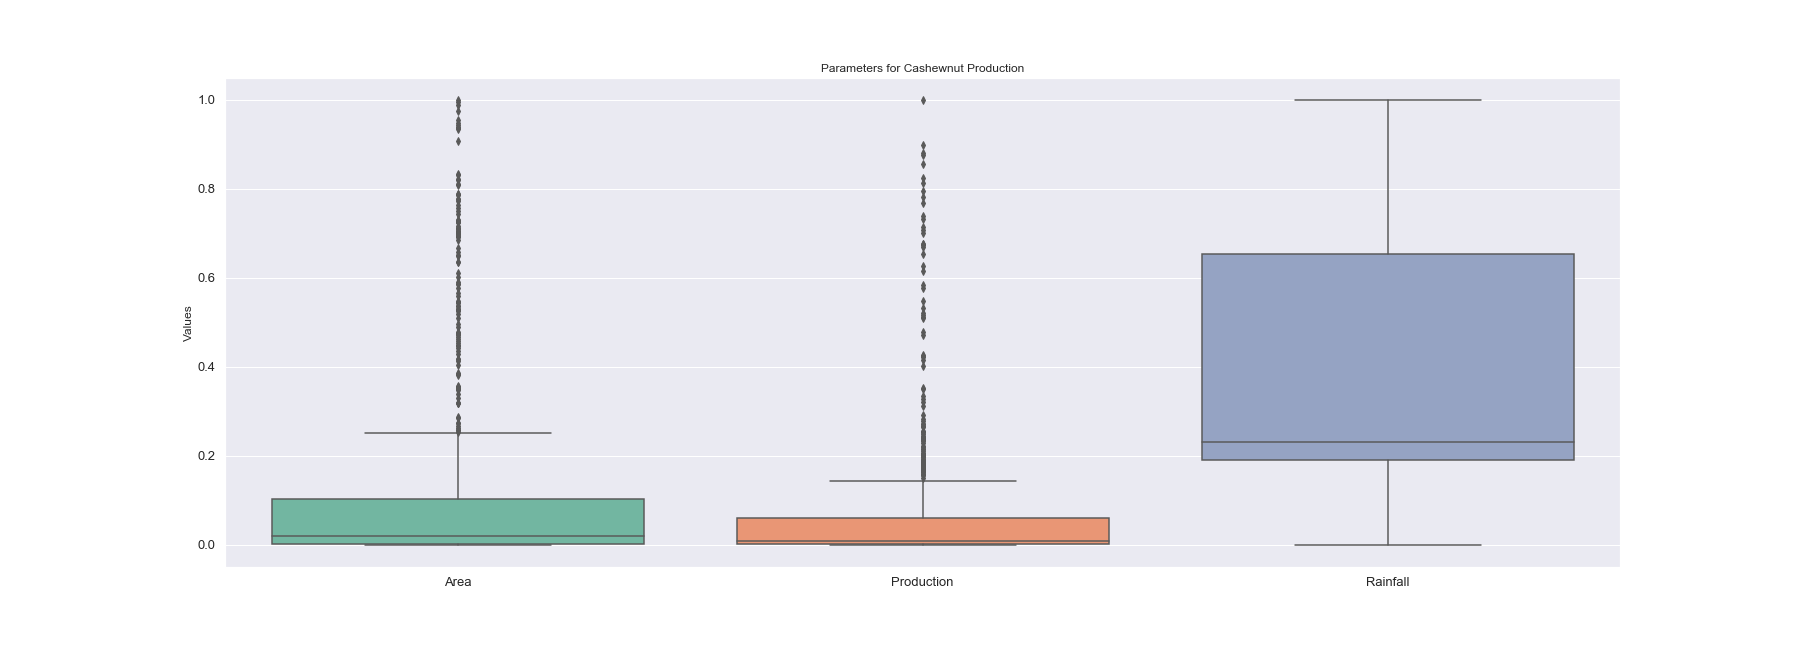 Parameters for Cashewnut Production
1.0
0.8
0.6
0.4
0.2
0.0
Values
Area
Production
Rainfall